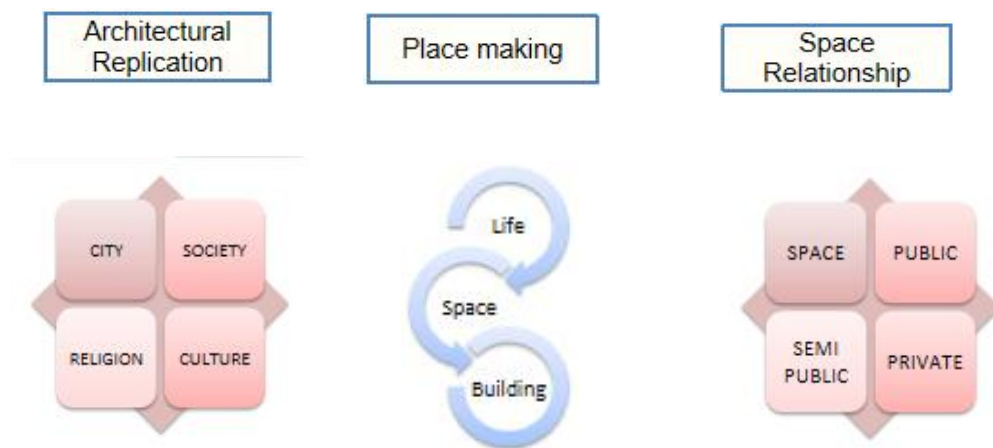 Architectural
Replication
Place making
Space
Relationship
CITY
SOCIETY
RELIGION
CULTURE
Life
Space
Building
SPACE
PUBLIC
SEMI
PUBLIC
PRIVATE